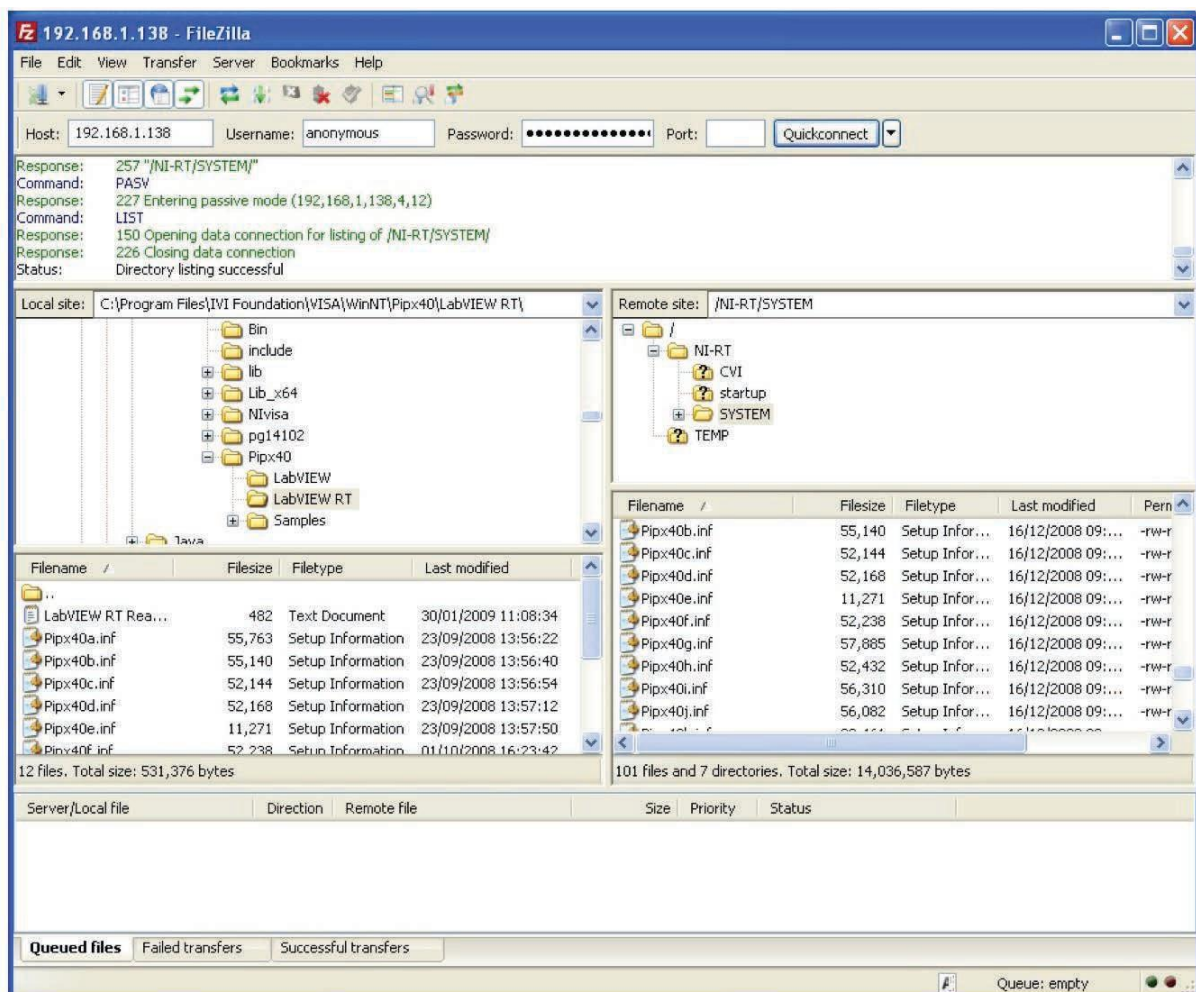 192.168.1.138 - FileZilla
File Edit View Transfer Server Bookmarks Help
Host: 192.168.1.138 Username: anonymous Password: Port: Quickconnect
Response: 257 "/NI-RT/SYSTEM/"
Command: PASV
Response: 227 Entering passive mode (192,168,1,138,4,12)
Command: LIST
Response: 150 Opening data connection for listing of /NI-RT/SYSTEM/
Response: 226 Closing data connection
Status: Directory listing successful
Local site: C:\Program Files\IVI Foundation\VISA\WinNT\Pipx40\LabVIEW RT\
Bin
include
lib
Lib_x64
NIvisa
pg14102
Pipx40
LabVIEW
LabVIEW RT
Samples
Java
Filename Filesize Filetype Last modified
..
LabVIEW RT Rea... 482 Text Document 30/01/2009 11:08:34
Pipx40a.inf 55,763 Setup Information 23/09/2008 13:56:22
Pipx40b.inf 55,140 Setup Information 23/09/2008 13:56:40
Pipx40c.inf 52,144 Setup Information 23/09/2008 13:56:54
Pipx40d.inf 52,168 Setup Information 23/09/2008 13:57:12
Pipx40e.inf 11,271 Setup Information 23/09/2008 13:57:50
Pipx40f.inf 52,238 Setup Information 01/10/2008 16:23:42
12 files. Total size: 531,376 bytes
Remote site: /NI-RT/SYSTEM
/
NI-RT
CVI
startup
SYSTEM
TEMP
Filename Filesize Filetype Last modified Perm
Pipx40b.inf 55,140 Setup Infor... 16/12/2008 09:... -rw-r
Pipx40c.inf 52,144 Setup Infor... 16/12/2008 09:... -rw-r
Pipx40d.inf 52,168 Setup Infor... 16/12/2008 09:... -rw-r
Pipx40e.inf 11,271 Setup Infor... 16/12/2008 09:... -rw-r
Pipx40f.inf 52,238 Setup Infor... 16/12/2008 09:... -rw-r
Pipx40g.inf 57,885 Setup Infor... 16/12/2008 09:... -rw-r
Pipx40h.inf 52,432 Setup Infor... 16/12/2008 09:... -rw-r
Pipx40i.inf 56,310 Setup Infor... 16/12/2008 09:... -rw-r
Pipx40j.inf 56,082 Setup Infor... 16/12/2008 09:... -rw-r
101 files and 7 directories. Total size: 14,036,587 bytes
Server/Local file Direction Remote file Size Priority Status
Queued files Failed transfers Successful transfers
Queue: empty